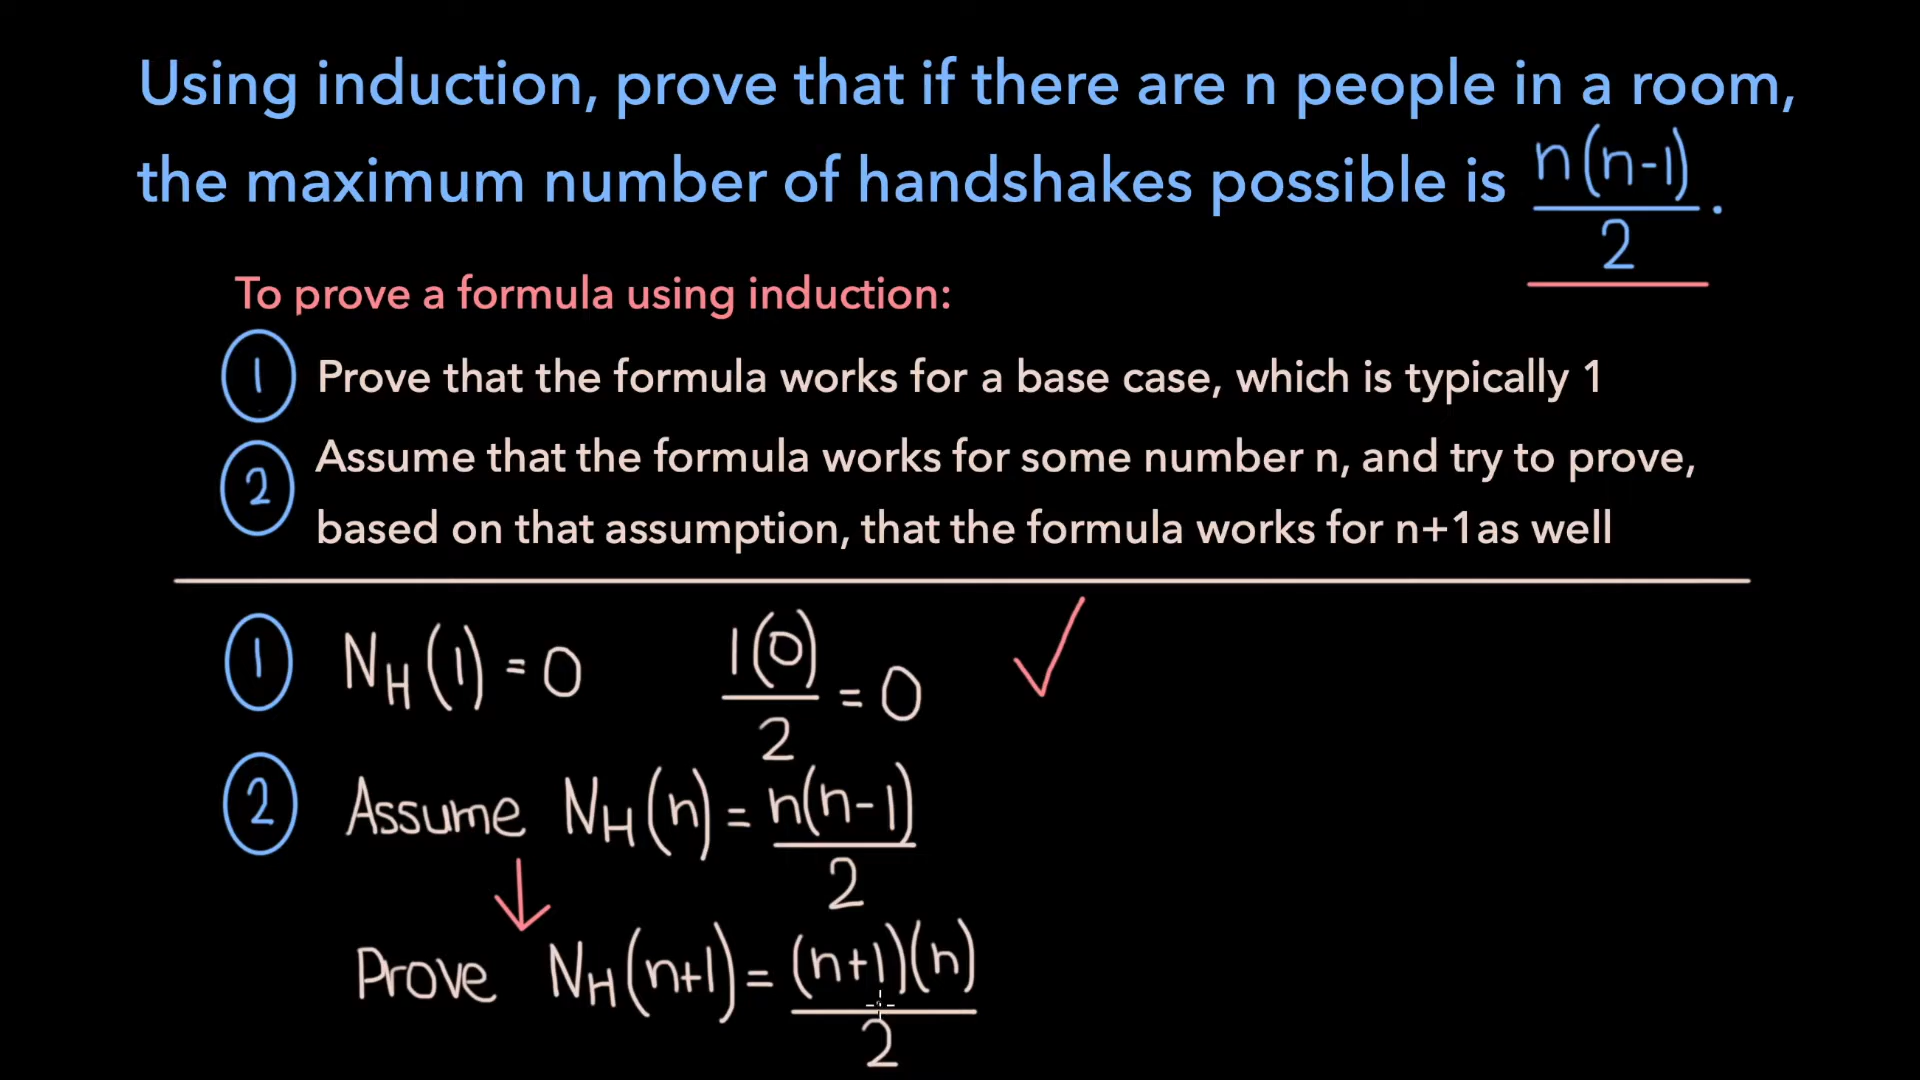 Using induction, prove that if there are n people in a room,
the maximum number of handshakes possible is n(n-1)/2.
To prove a formula using induction:
1 Prove that the formula works for a base case, which is typically 1
2 Assume that the formula works for some number n, and try to prove,
based on that assumption, that the formula works for n+1as well
1 N_H(1) = 0 1(0)/2 = 0 ✓
2 Assume N_H(n) = n(n-1)/2
↓
Prove N_H(n+1) = (n+1)(n)/2